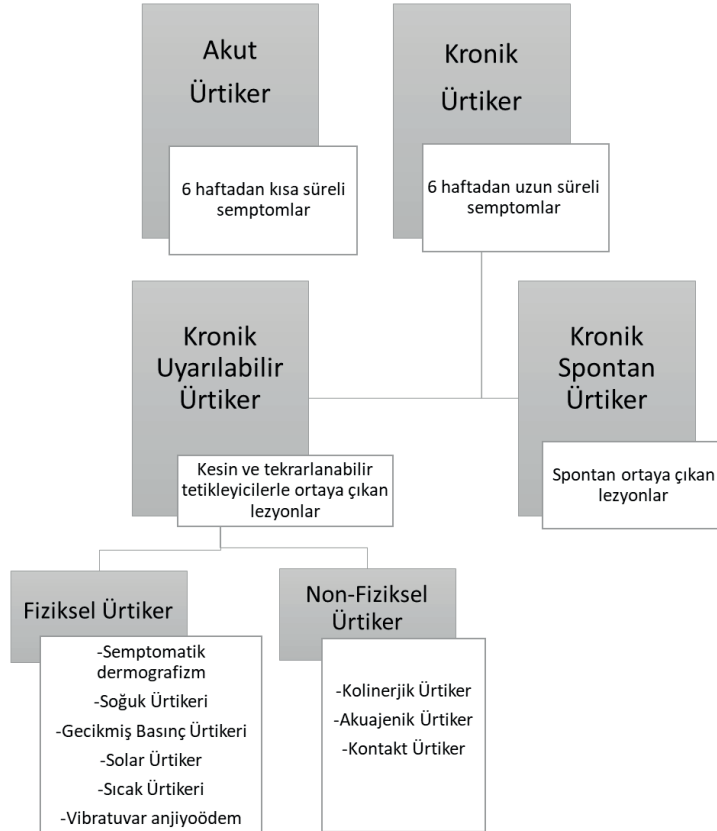 Akut
Ürtiker
6 haftadan kısa süreli
semptomlar
Kronik
Ürtiker
6 haftadan uzun süreli
semptomlar
Kronik
Uyarılabilir
Ürtiker
Kesin ve tekrarlanabilir
tetikleyicilerle ortaya çıkan
lezyonlar
Kronik
Spontan
Ürtiker
Spontan ortaya çıkan
lezyonlar
Fiziksel Ürtiker
-Semptomatik
dermografizm
-Soğuk Ürtikeri
-Gecikmiş Basınç Ürtikeri
-Solar Ürtiker
-Sıcak Ürtikeri
-Vibratuvar anjiyoödem
Non-Fiziksel
Ürtiker
-Kolinerjik Ürtiker
-Akuajenik Ürtiker
-Kontakt Ürtiker